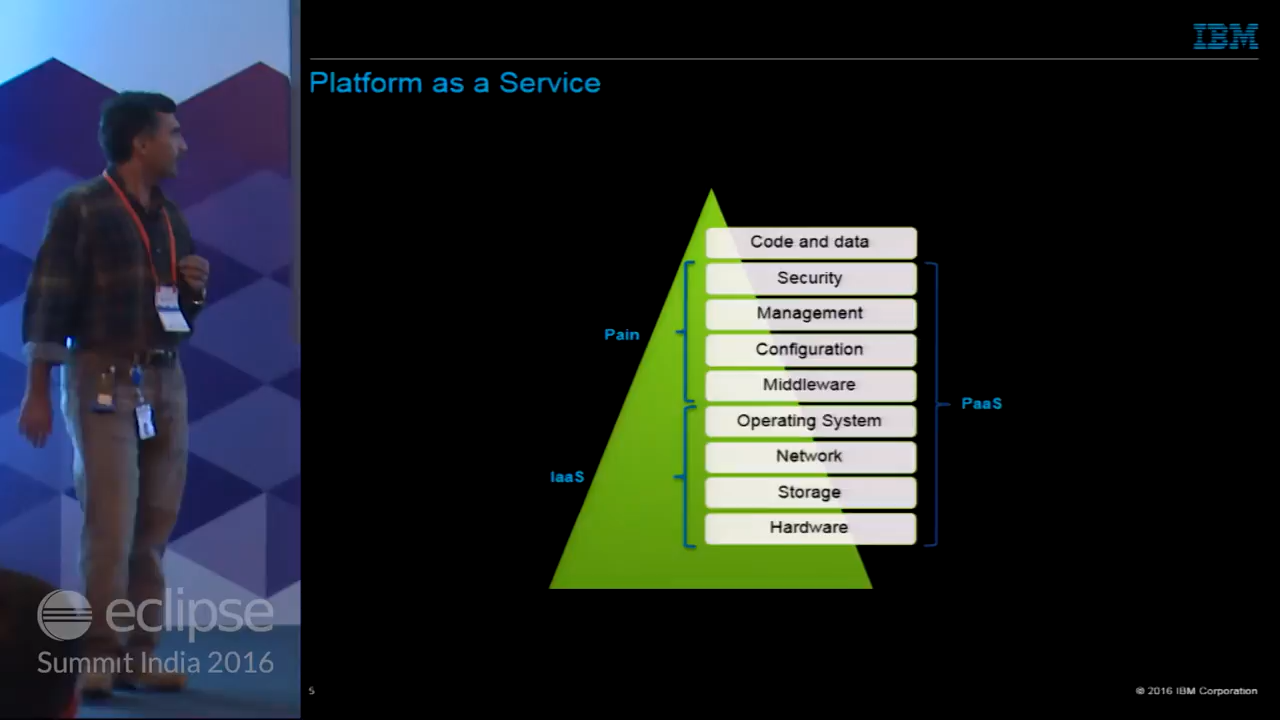 IBM
Platform as a Service
Code and data
Security
Management
Pain
Configuration
Middleware
PaaS
Operating System
Network
IaaS
Storage
Hardware
eclipse
Summit India 2016
5
© 2016 IBM Corporation